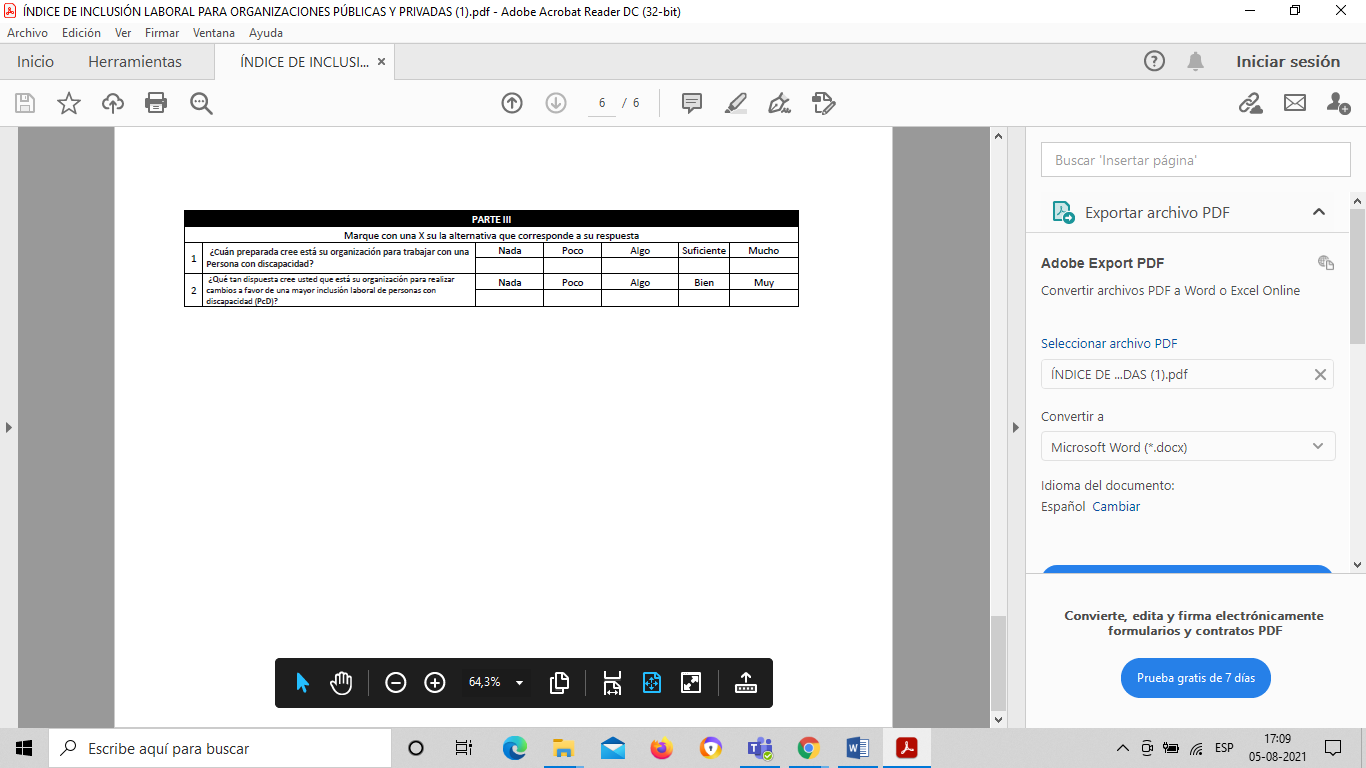 ÍNDICE DE INCLUSIÓN LABORAL PARA ORGANIZACIONES PÚBLICAS Y PRIVADAS (1).pdf - Adobe Acrobat Reader DC (32-bit)
Archivo Edición Ver Firmar Ventana Ayuda
Inicio Herramientas ÍNDICE DE INCLUSI... × Iniciar sesión
6 / 6
PARTE III
Marque con una X su la alternativa que corresponde a su respuesta
1 ¿Cuán preparada cree está su organización para trabajar con una Nada Poco Algo Suficiente Mucho
Persona con discapacidad?
2 ¿Qué tan dispuesta cree usted que está su organización para realizar Nada Poco Algo Bien Muy
cambios a favor de una mayor inclusión laboral de personas con
discapacidad (PcD)?
64,3%
Buscar 'Insertar página'
Exportar archivo PDF
Adobe Export PDF
Convertir archivos PDF a Word o Excel Online
Seleccionar archivo PDF
ÍNDICE DE ...DAS (1).pdf
Convertir a
Microsoft Word (*.docx)
Idioma del documento:
Español Cambiar
Convierte, edita y firma electrónicamente
formularios y contratos PDF
Prueba gratis de 7 días
Escribe aquí para buscar
ESP
17:09
05-08-2021